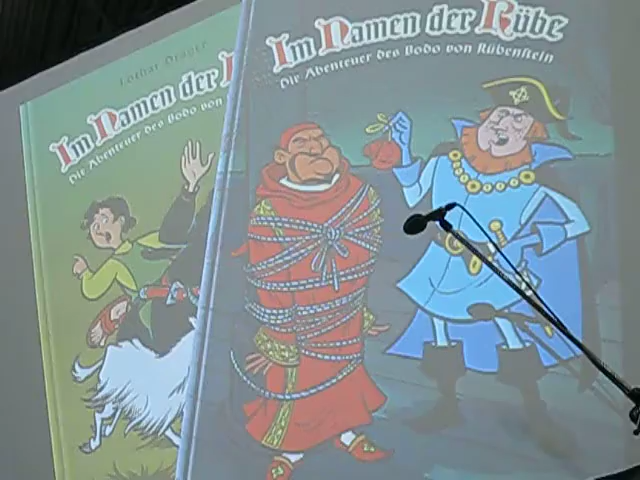 Lothar Dräger
Im Namen der
Die Abenteuer des Bodo von
Im Namen der Rübe
Die Abenteuer des Bodo von Rübenstein